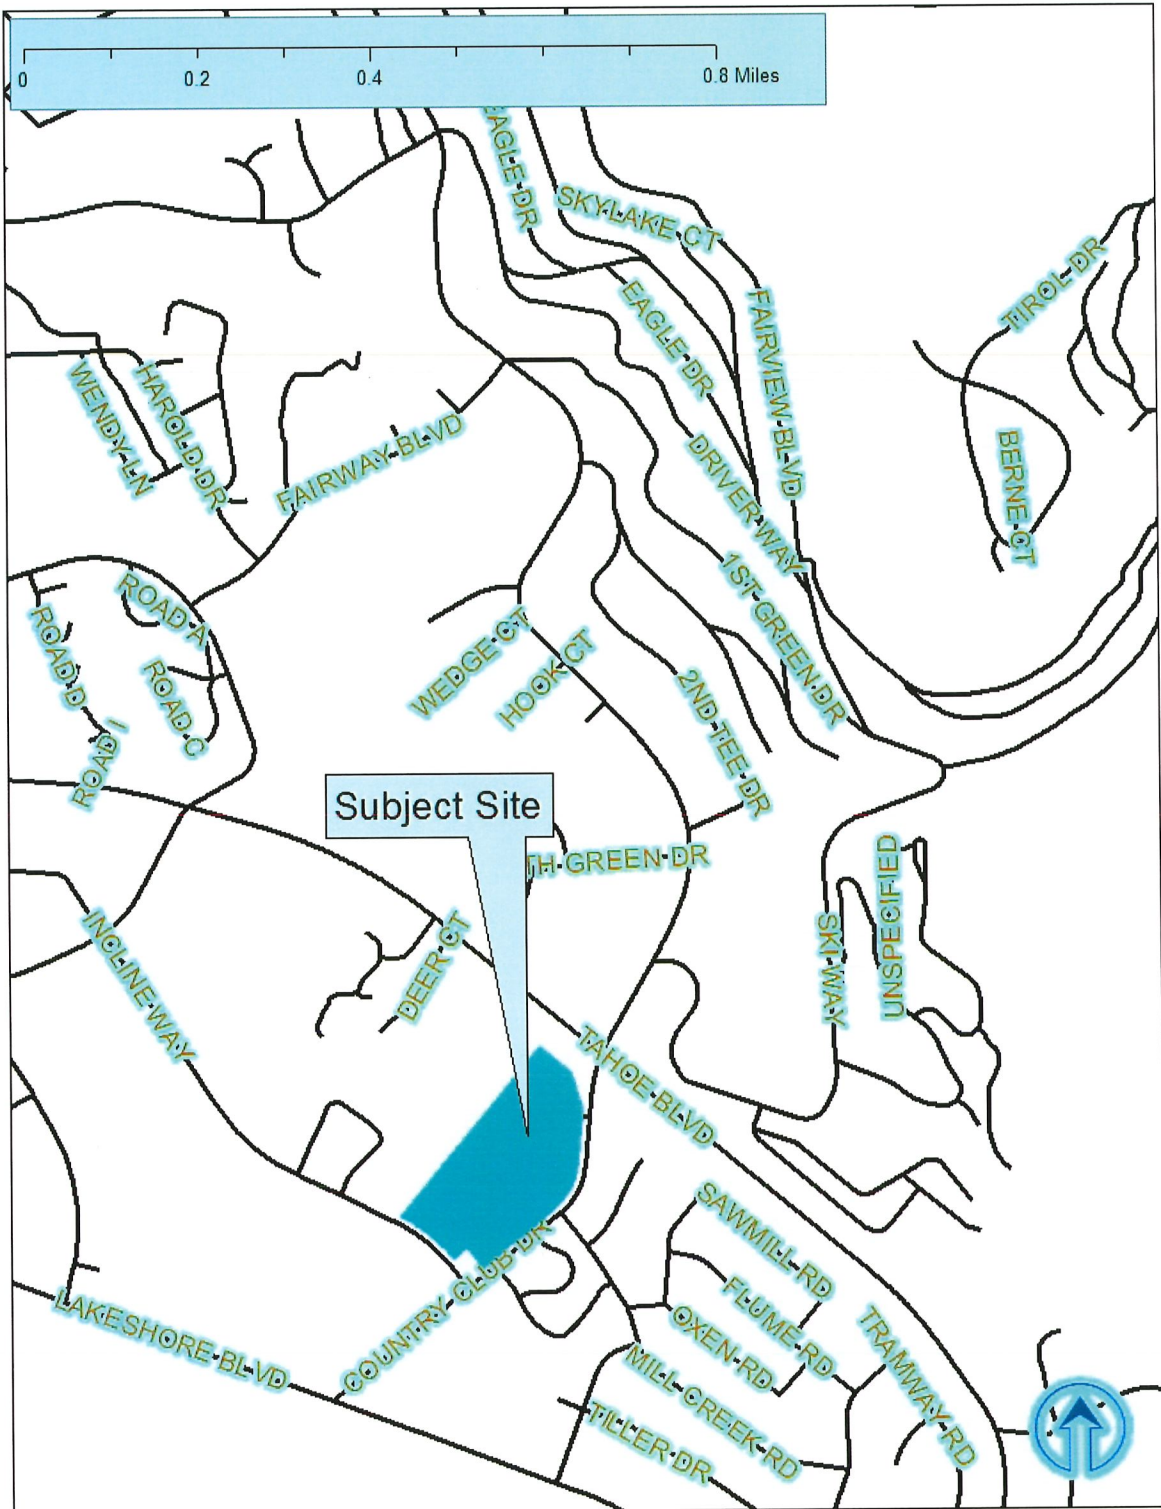 0 0.2 0.4 0.8 Miles
EAGLE DR
SKYLAKE CT
TIROL DR
EAGLE DR
FAIRVIEW BLVD
WENDY LN
HAROLD DR
FAIRWAY BLVD
DRIVER WAY
BERNE CT
ROAD A
1ST GREEN DR
ROAD D
WEDGE CT
HOOK CT
ROAD C
2ND TEE DR
ROAD I
Subject Site
TH GREEN DR
UNSPECIFIED
INCLINE WAY
DEER CT
SKI WAY
TAHOE BLVD
SAWMILL RD
COUNTRY CLUB DR
FLUME RD
LAKESHORE BLVD
OXEN RD
TRAMWAY RD
MILL CREEK RD
TILLER DR